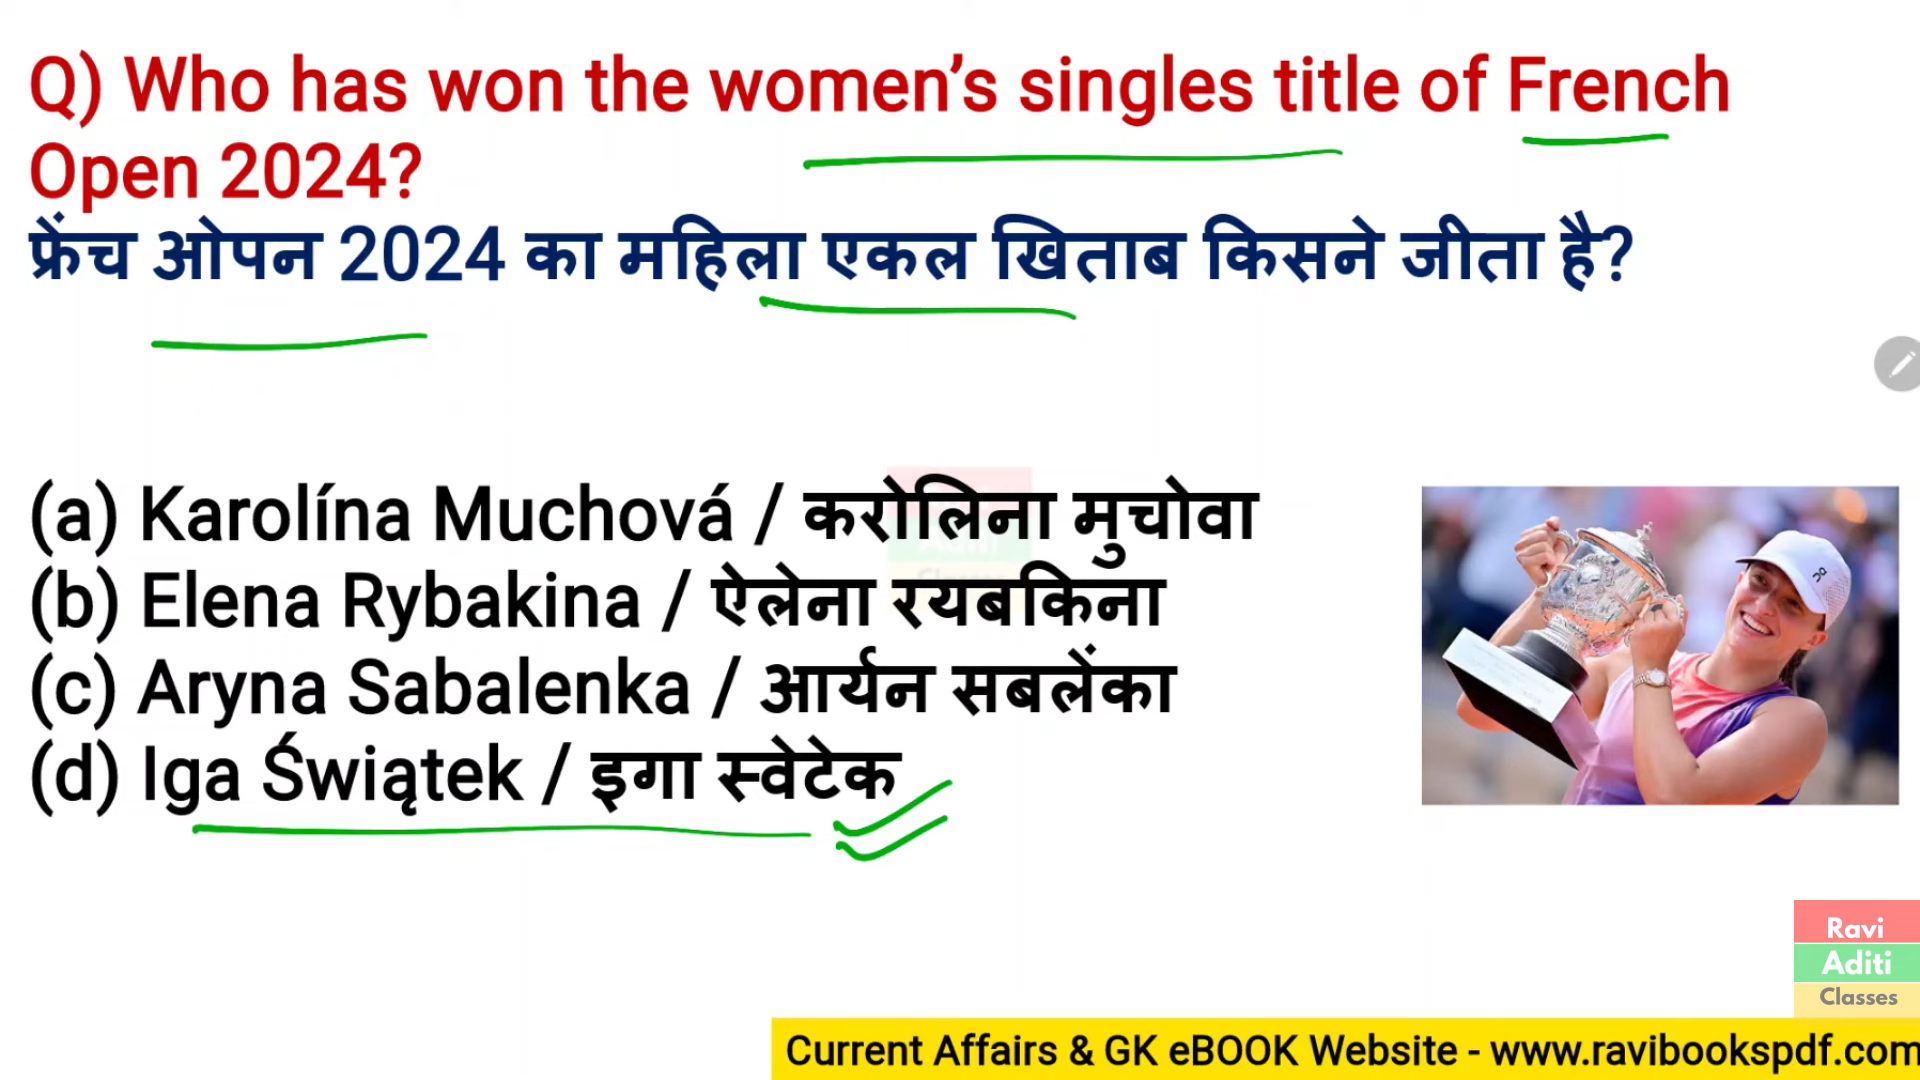 Q) Who has won the women’s singles title of French
Open 2024?
फ्रेंच ओपन 2024 का महिला एकल खिताब किसने जीता है?
(a) Karolína Muchová / करोलिना मुचोवा
(b) Elena Rybakina / ऐलेना रयबकिना
(c) Aryna Sabalenka / आर्यन सबलेंका
(d) Iga Świątek / इगा स्वेटेक
Ravi
Aditi
Classes
Current Affairs & GK eBOOK Website - www.ravibookspdf.com